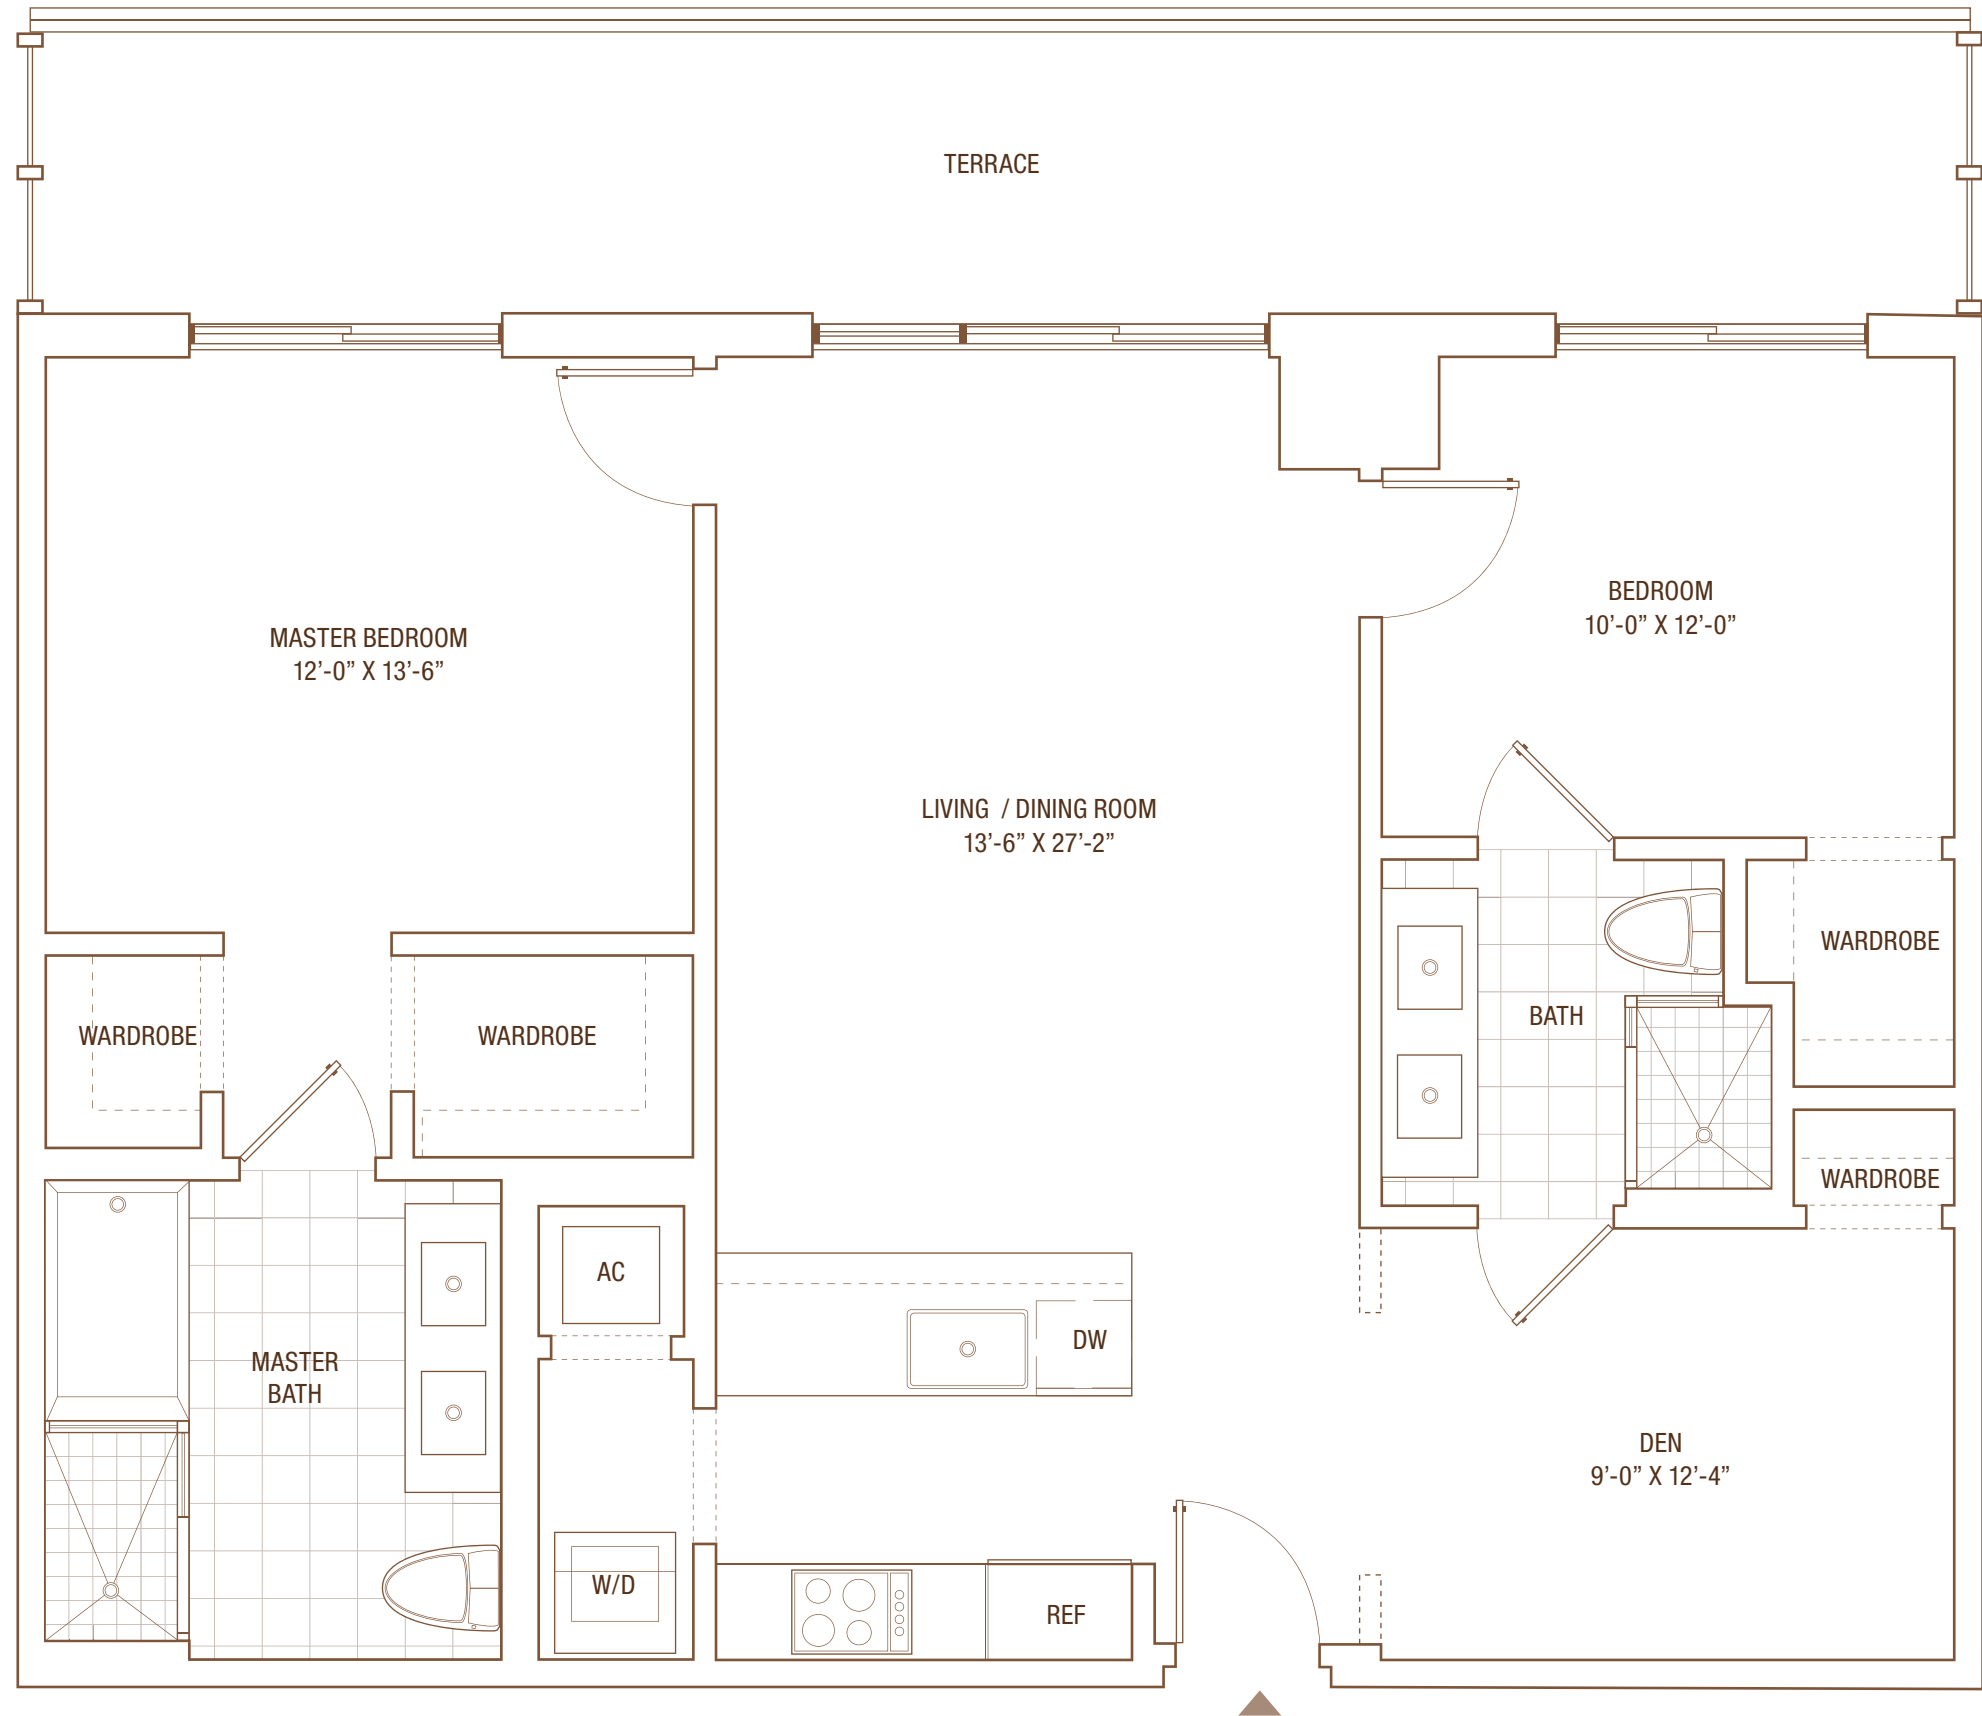 TERRACE
MASTER BEDROOM
12’-0” X 13’-6”
BEDROOM
10’-0” X 12’-0”
LIVING / DINING ROOM
13’-6” X 27’-2”
WARDROBE
WARDROBE
BATH
WARDROBE
WARDROBE
AC
MASTER
BATH
DW
DEN
9’-0” X 12’-4”
W/D
REF